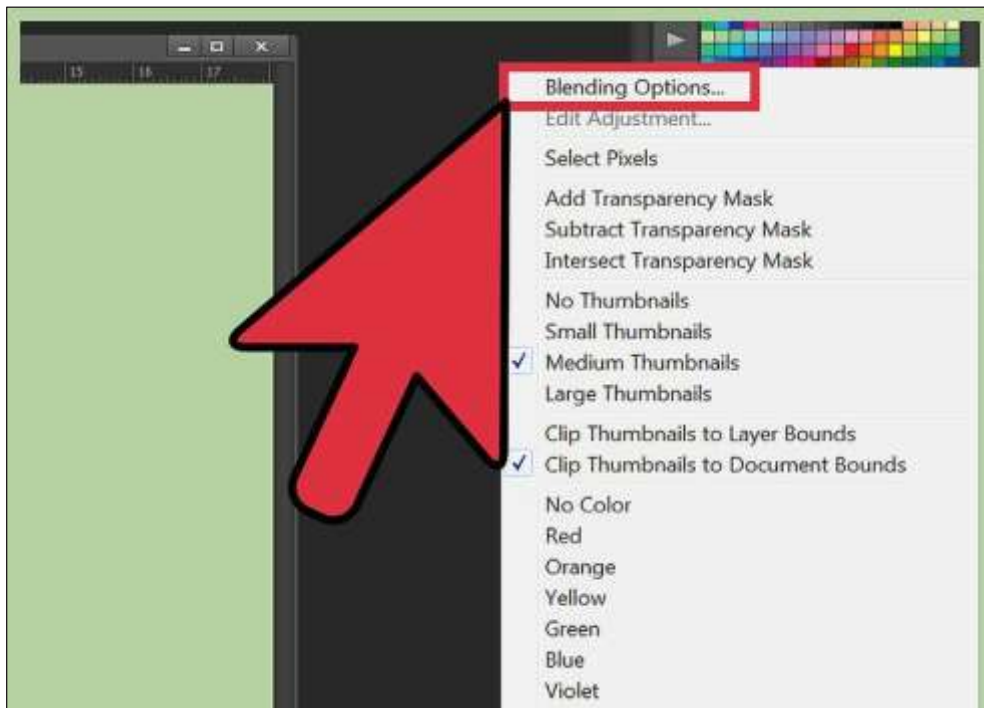 15 16 17
Blending Options...
Edit Adjustment...
Select Pixels
Add Transparency Mask
Subtract Transparency Mask
Intersect Transparency Mask
No Thumbnails
Small Thumbnails
Medium Thumbnails
Large Thumbnails
Clip Thumbnails to Layer Bounds
Clip Thumbnails to Document Bounds
No Color
Red
Orange
Yellow
Green
Blue
Violet